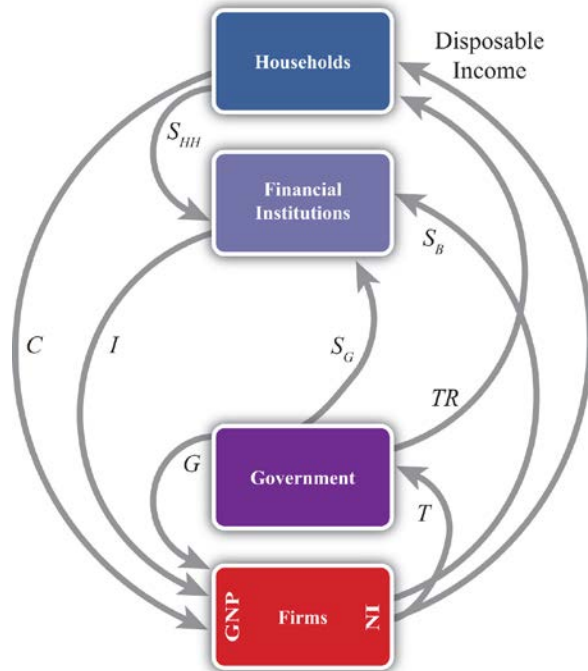 Households
Disposable
Income
S_HH
Financial
Institutions
S_B
C
I
S_G
TR
G
Government
T
GNP
Firms
NI